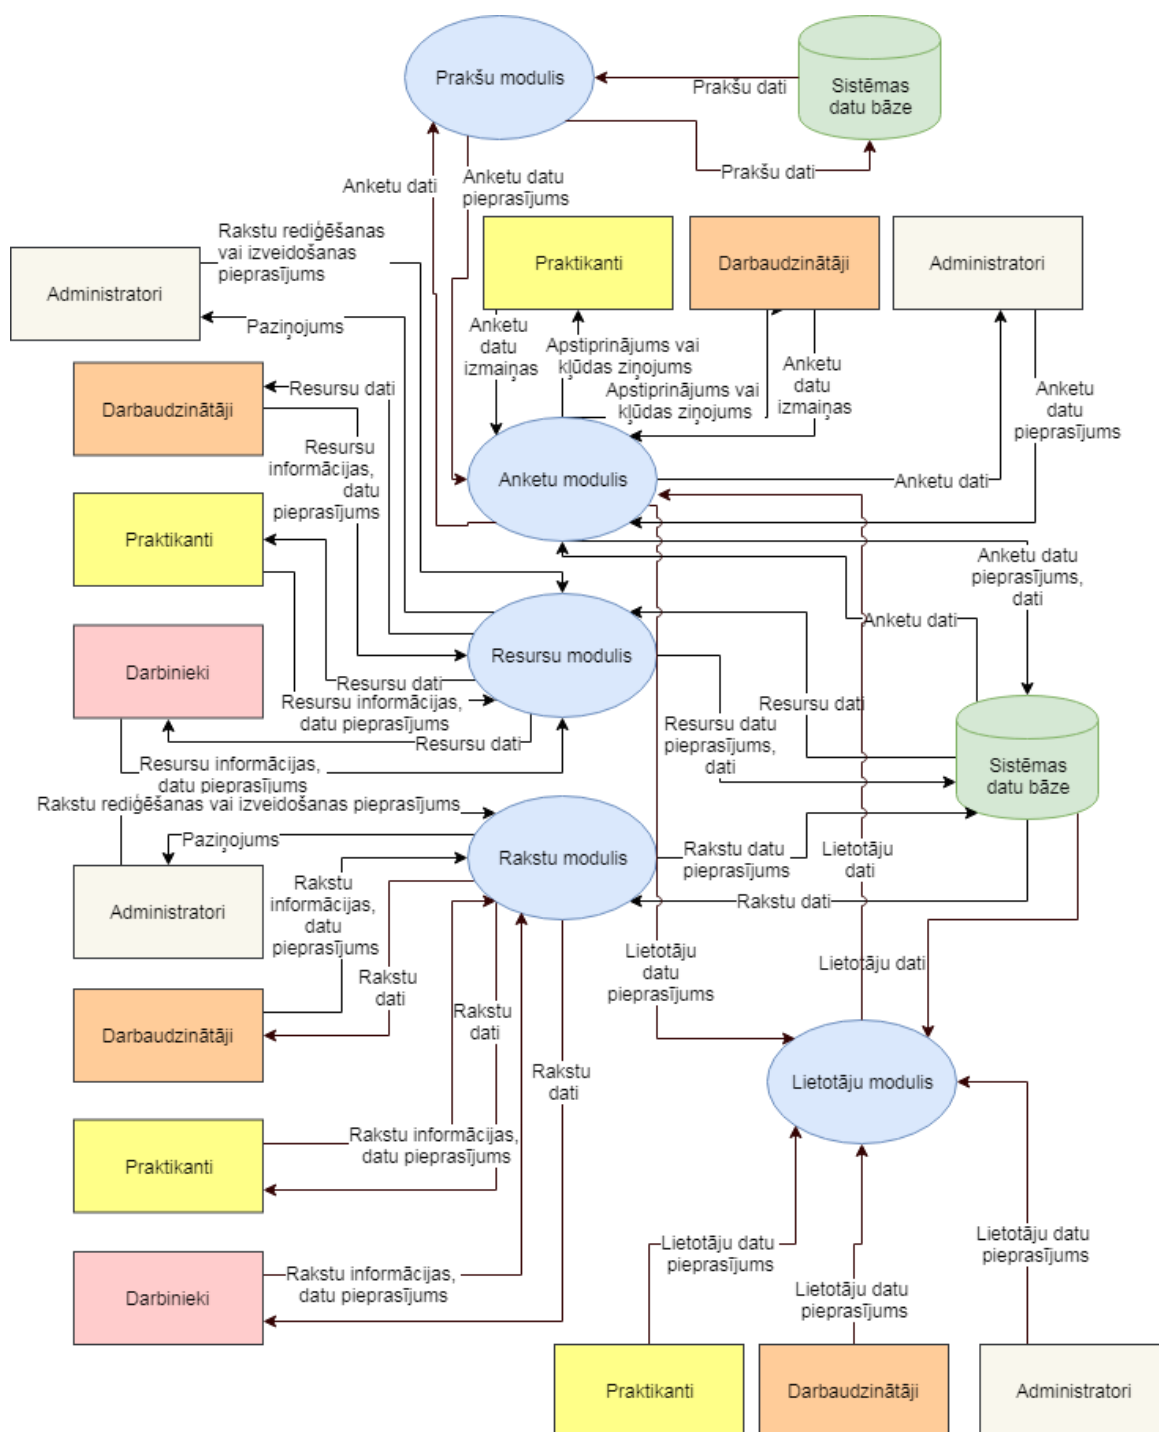 Prakšu modulis
Sistēmas
datu bāze
Prakšu dati
Prakšu dati
Anketu dati
Anketu datu
pieprasījums
Rakstu rediģēšanas
vai izveidošanas
pieprasījums
Administratori
Praktikanti
Darbaudzinātāji
Administratori
Paziņojums
Anketu
datu
izmaiņas
Apstiprinājums vai
kļūdas ziņojums
Apstiprinājums vai
kļūdas ziņojums
Anketu
datu
izmaiņas
Anketu
datu
pieprasījums
Darbaudzinātāji
Resursu dati
Resursu
informācijas,
datu
pieprasījums
Anketu modulis
Anketu dati
Praktikanti
Anketu datu
pieprasījums,
dati
Anketu dati
Resursu modulis
Darbinieki
Resursu dati
Resursu informācijas,
datu pieprasījums
Resursu dati
Resursu dati
Resursu datu
pieprasījums,
dati
Resursu informācijas,
datu pieprasījums
Sistēmas
datu bāze
Rakstu rediģēšanas vai izveidošanas pieprasījums
Paziņojums
Rakstu modulis
Rakstu datu
pieprasījums
Lietotāju
dati
Rakstu dati
Administratori
Rakstu
informācijas,
datu
pieprasījums
Rakstu
dati
Lietotāju
datu
pieprasījums
Lietotāju dati
Darbaudzinātāji
Rakstu
dati
Rakstu
dati
Lietotāju modulis
Praktikanti
Rakstu informācijas,
datu pieprasījums
Darbinieki
Rakstu informācijas,
datu pieprasījums
Lietotāju datu
pieprasījums
Lietotāju datu
pieprasījums
Lietotāju datu
pieprasījums
Praktikanti
Darbaudzinātāji
Administratori